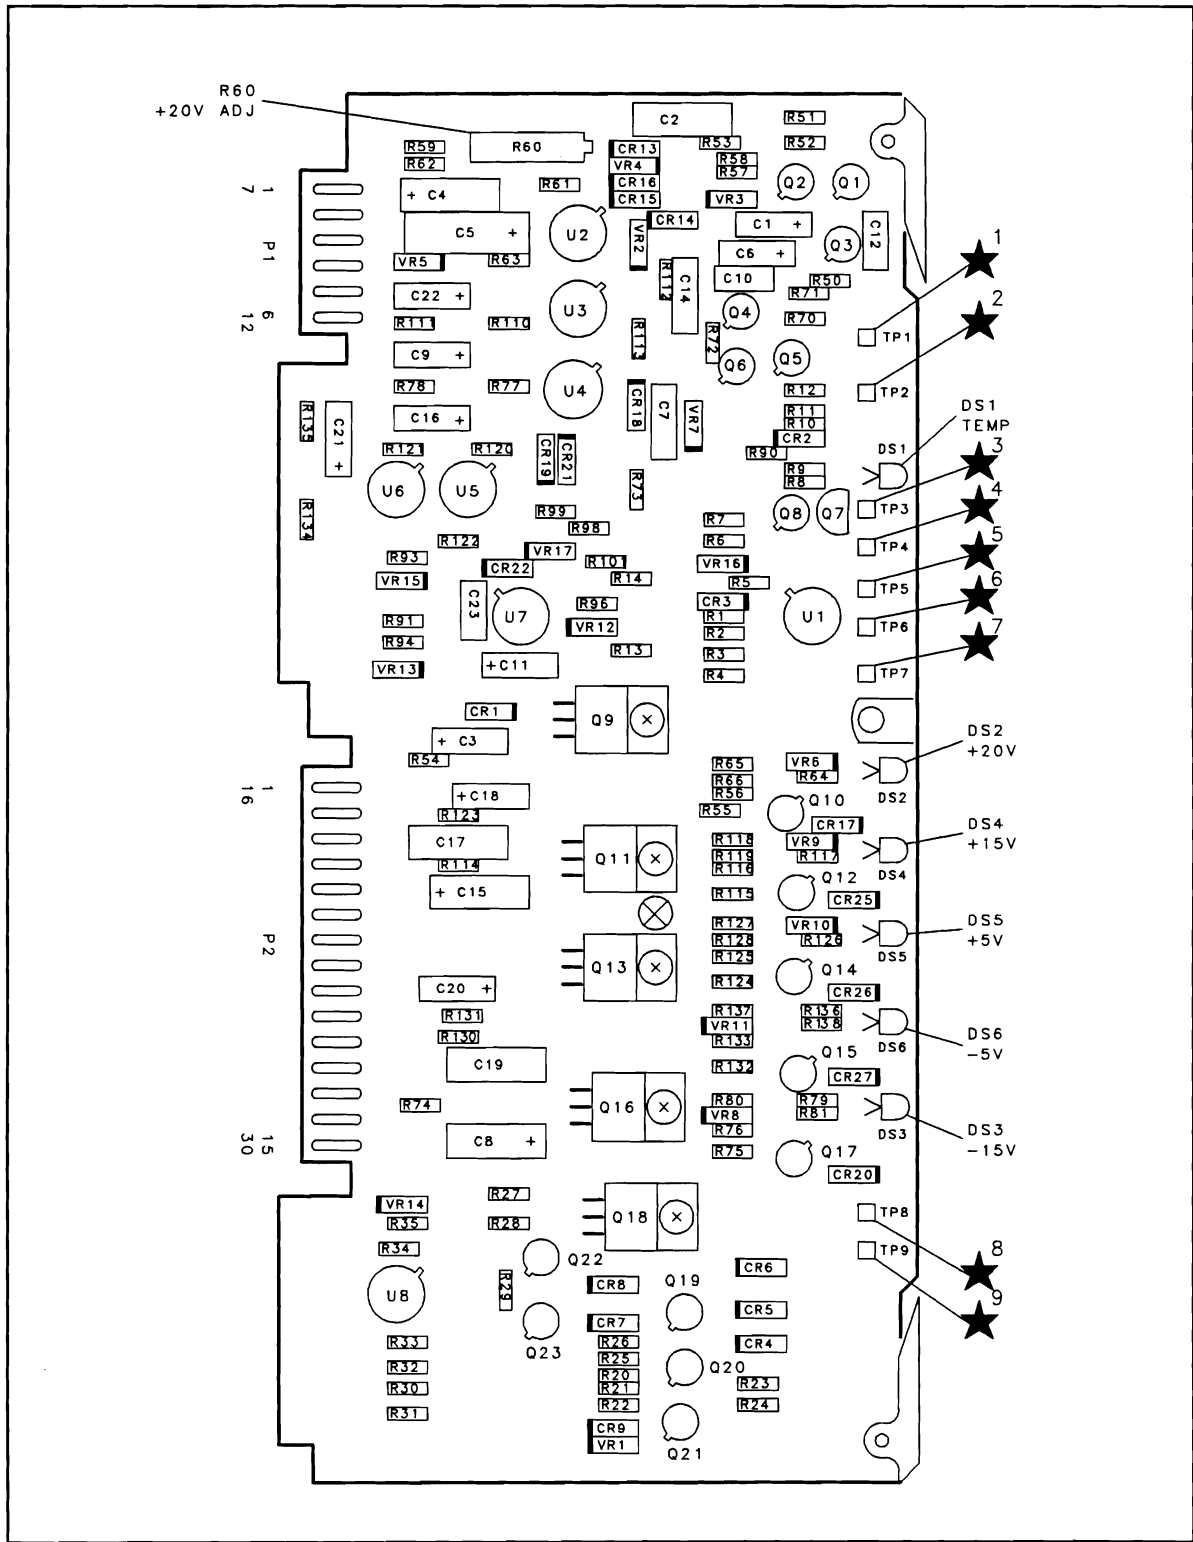 R60
+20V ADJ
C2
R51
R59
R60
CR13
R53
R52
R62
VR4
R58
R57
1
7
R61
CR16
Q2
Q1
+ C4
CR15
VR3
CR14
C1 +
C12
C5 +
U2
VR2
Q3
1
P1
VR5
R63
C6 +
R112
C14
C10
R50
R71
C22 +
U3
Q4
2
6
12
R111
R110
R113
R72
R70
TP1
C9 +
Q6
Q5
R78
R77
U4
CR18
C7
VR7
R12
TP2
R135
C21 +
C16 +
R11
R10
DS1
TEMP
CR2
R121
R120
CR19
CR21
R90
DS1
3
R9
R8
U6
U5
R73
4
R134
R99
R7
Q8
Q7
TP3
R98
R122
R6
TP4
5
R93
VR17
R101
VR16
CR22
VR15
R14
R5
TP5
6
C23
U7
R96
CR3
U1
R91
VR12
R1
TP6
R2
7
R94
R13
R3
VR13
+C11
R4
TP7
CR1
Q9
+ C3
DS2
+20V
R54
R65
VR6
R64
1
16
R66
+C18
R56
DS2
Q10
R55
R123
CR17
DS4
+15V
C17
R118
VR9
Q11
R119
R117
R114
R116
DS4
+ C15
R115
Q12
CR25
R127
VR10
DS5
+5V
P2
R128
R126
R125
DS5
Q13
R124
Q14
C20 +
CR26
R131
R137
R136
VR11
R138
DS6
-5V
R130
R133
DS6
C19
R132
Q15
CR27
R74
Q16
R80
R79
VR8
R81
15
30
C8 +
R76
DS3
DS3
-15V
R75
Q17
CR20
R27
VR14
R35
R28
Q18
TP8
R34
Q22
TP9
CR6
8
U8
R29
CR8
Q19
CR5
9
CR7
R33
Q23
R26
CR4
R32
R25
Q20
R20
R30
R21
R23
R31
R22
R24
CR9
VR1
Q21